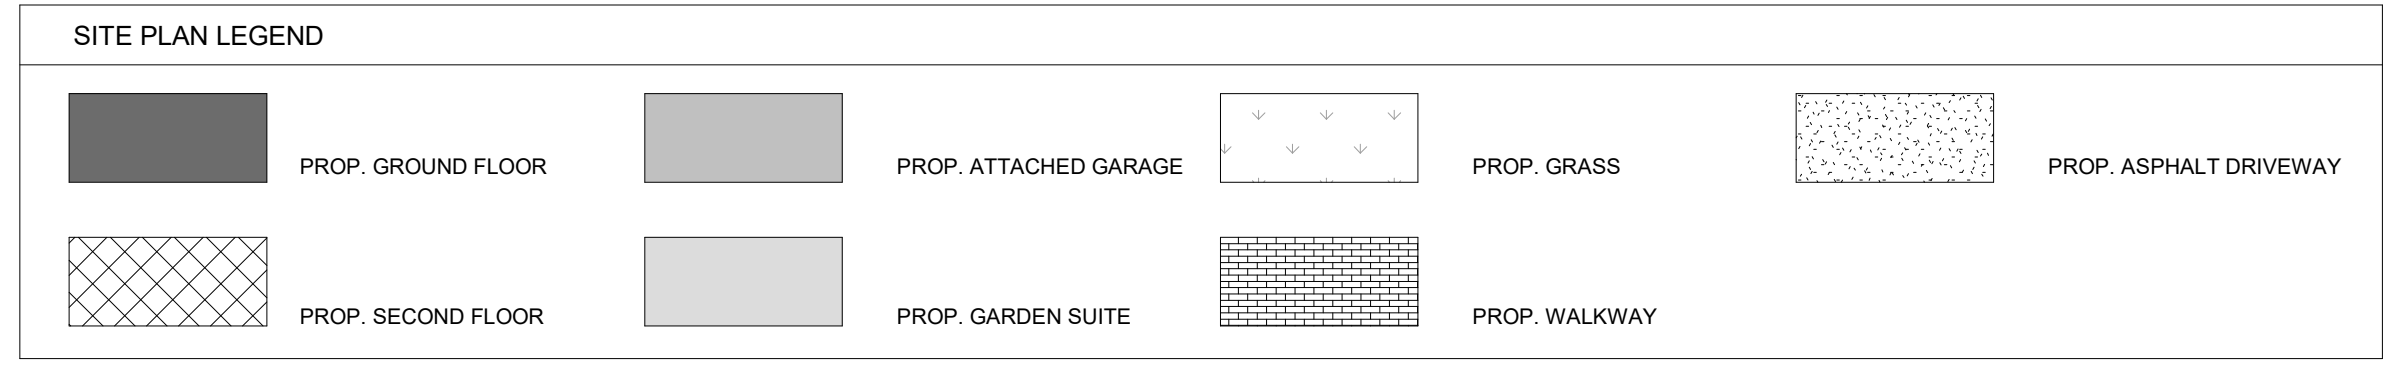 SITE PLAN LEGEND
PROP. GROUND FLOOR
PROP. ATTACHED GARAGE
PROP. GRASS
PROP. ASPHALT DRIVEWAY
PROP. SECOND FLOOR
PROP. GARDEN SUITE
PROP. WALKWAY